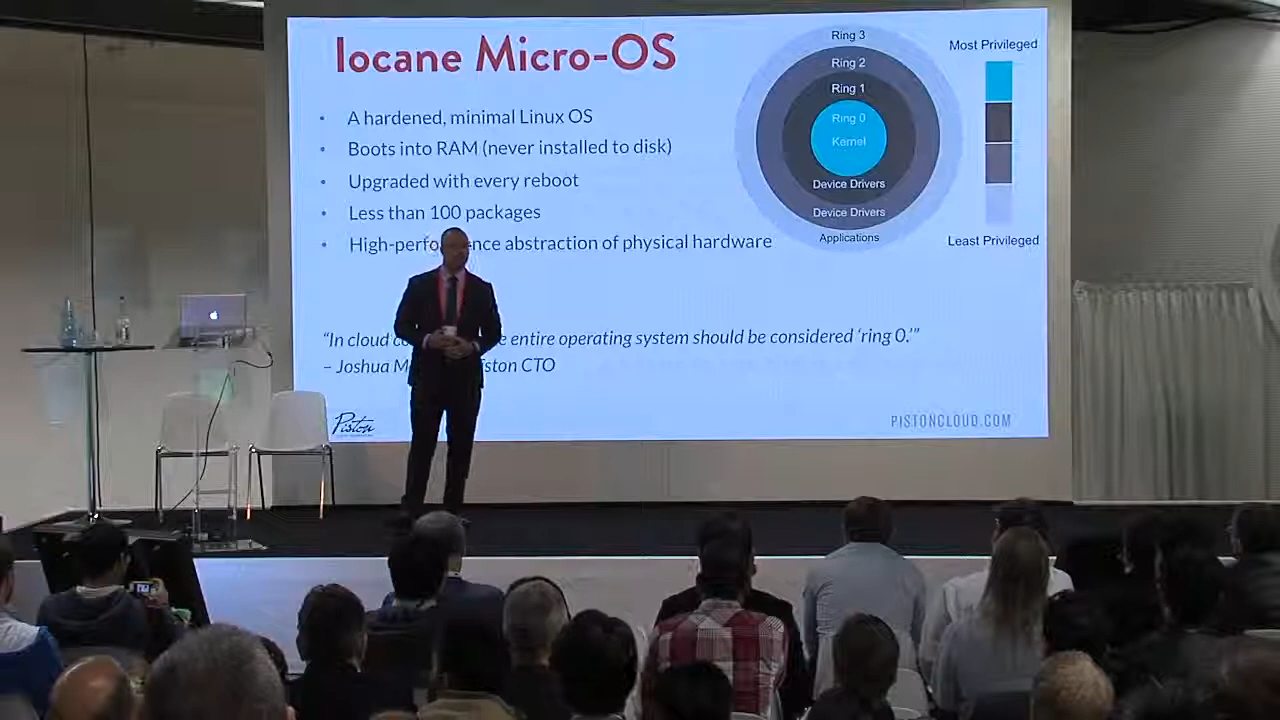 Iocane Micro-OS
• A hardened, minimal Linux OS
• Boots into RAM (never installed to disk)
• Upgraded with every reboot
• Less than 100 packages
• High-perfo nce abstraction of physical hardware
“In cloud c e entire operating system should be considered ‘ring 0.’”
– Joshua M ston CTO
Piston
PISTONCLOUD.COM
Ring 3
Ring 2
Ring 1
Ring 0
Kernel
Device Drivers
Device Drivers
Applications
Most Privileged
Least Privileged